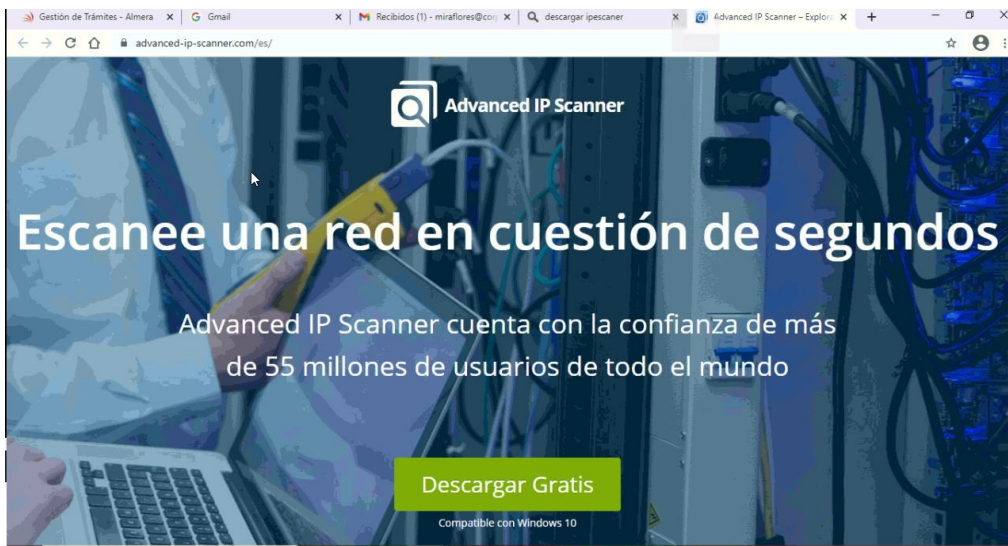 Gestión de Trámites - Almera
Gmail
Recibidos (1) - miraflores@corp
descargar ipescaner
Advanced IP Scanner – Explora
advanced-ip-scanner.com/es/
Advanced IP Scanner
Escanee una red en cuestión de segundos
Advanced IP Scanner cuenta con la confianza de más
de 55 millones de usuarios de todo el mundo
Descargar Gratis
Compatible con Windows 10